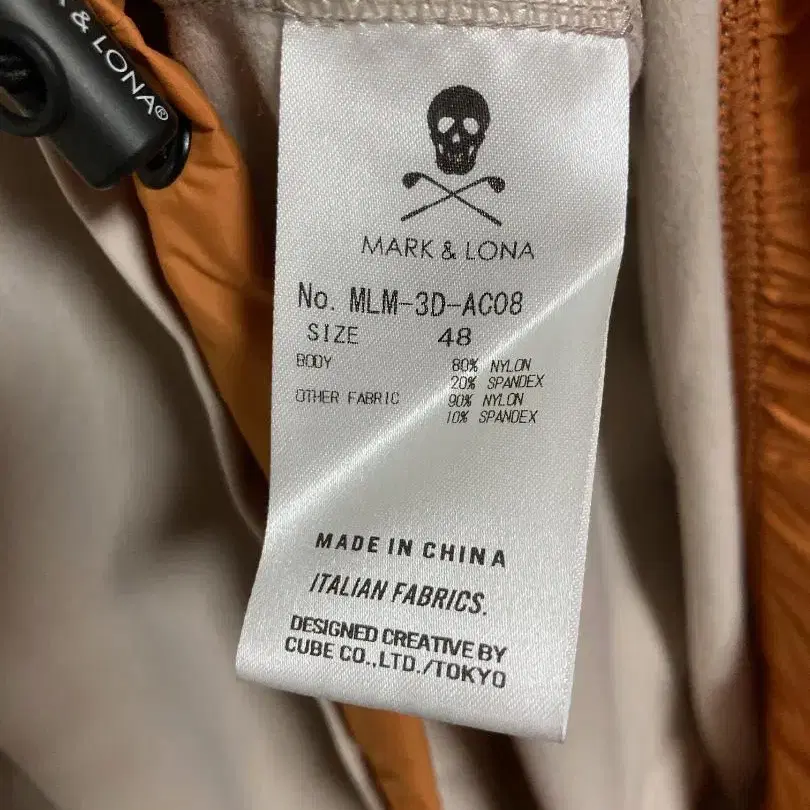 K & LONA®
MARK & LONA
No. MLM-3D-AC08
SIZE 48
BODY 80% NYLON
20% SPANDEX
OTHER FABRIC 90% NYLON
10% SPANDEX
MADE IN CHINA
ITALIAN FABRICS.
DESIGNED CREATIVE BY
CUBE CO.,LTD./TOKYO